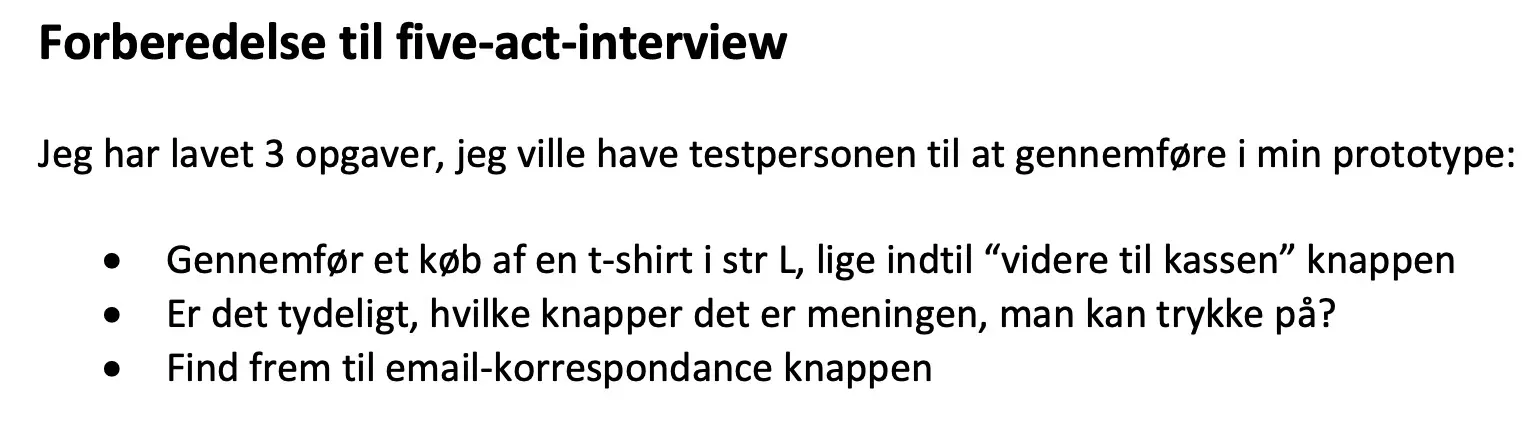 Forberedelse til five-act-interview
Jeg har lavet 3 opgaver, jeg ville have testpersonen til at gennemføre i min prototype:
• Gennemfør et køb af en t-shirt i str L, lige indtil “videre til kassen” knappen
• Er det tydeligt, hvilke knapper det er meningen, man kan trykke på?
• Find frem til email-korrespondance knappen